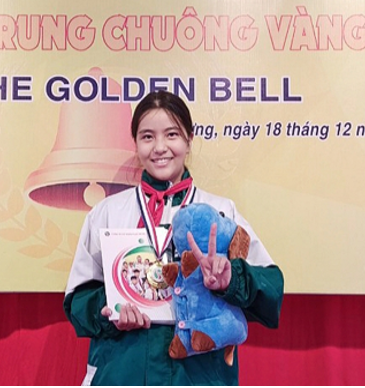 RUNG CHUÔNG VÀNG
HE GOLDEN BELL
ng, ngày 18 tháng 12 n